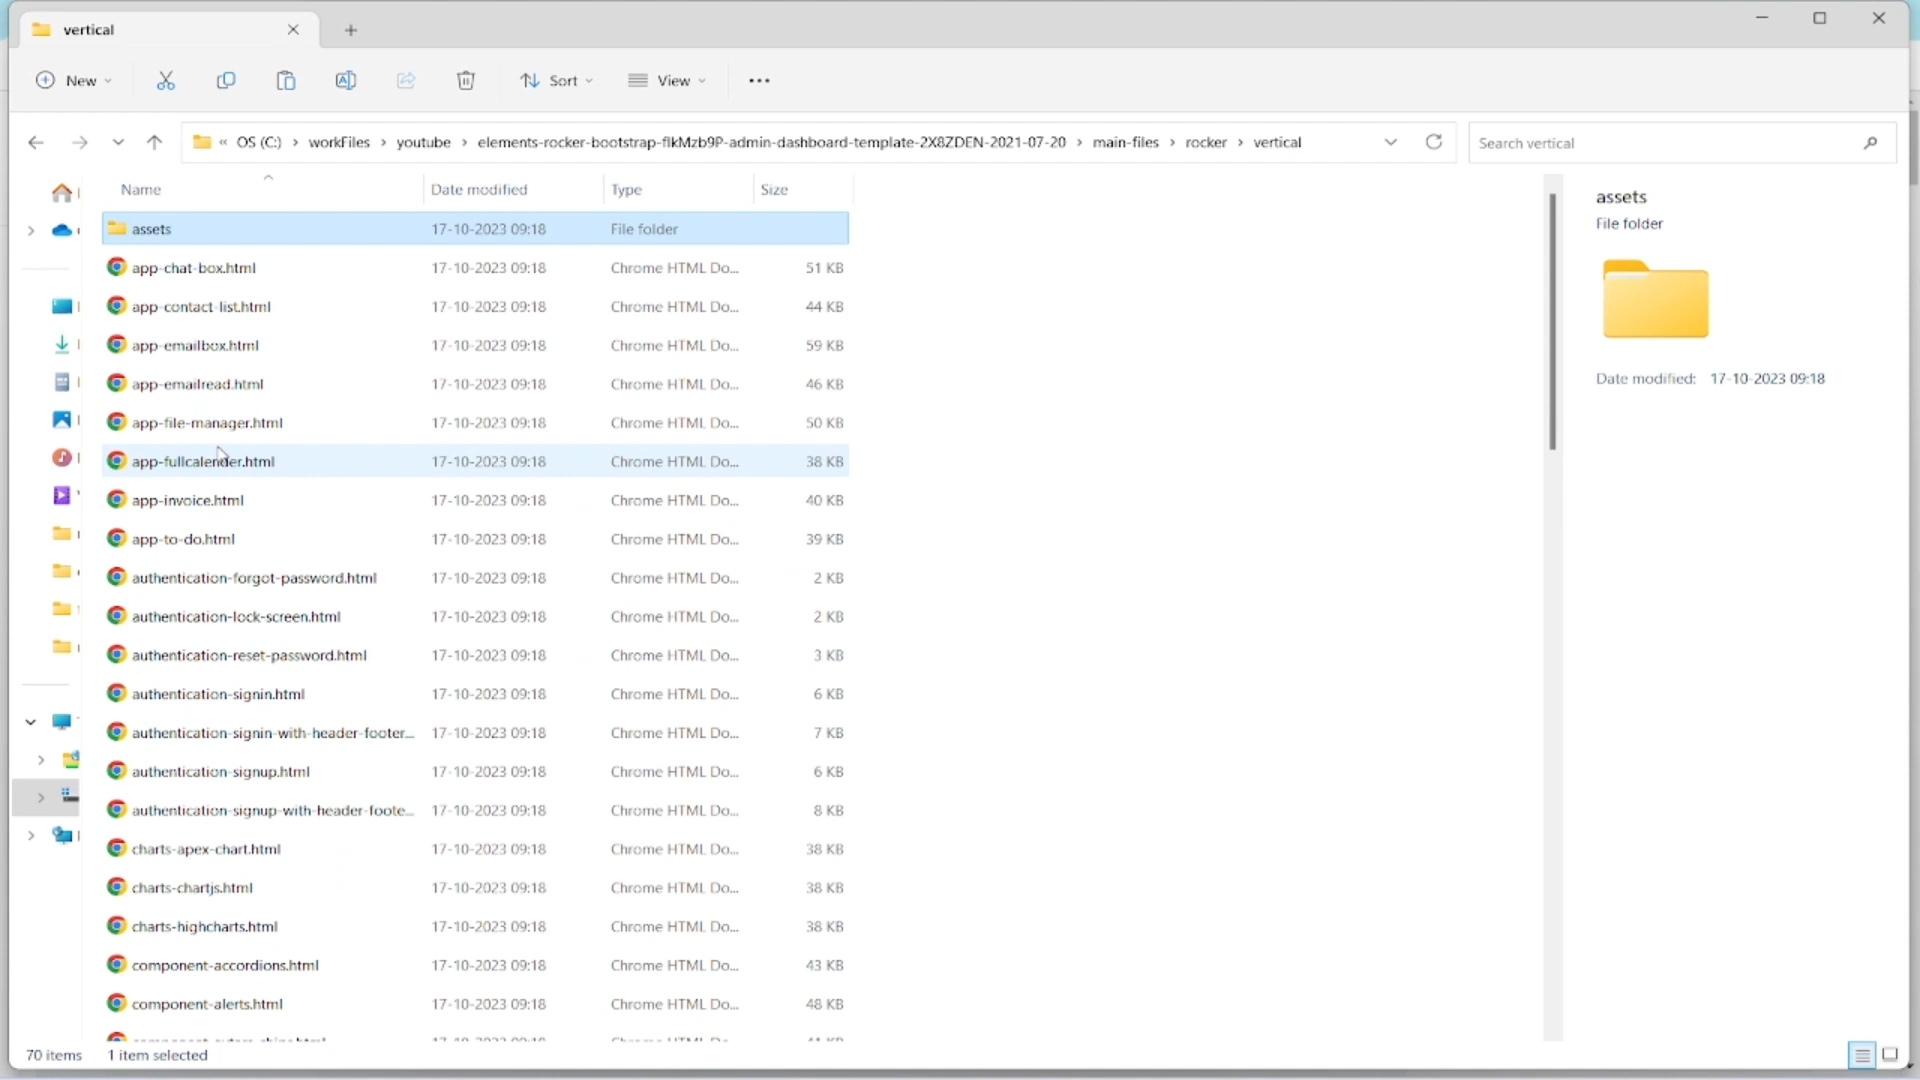 vertical
New
Sort
View
« OS (C:) › workFiles › youtube › elements-rocker-bootstrap-flkMzb9P-admin-dashboard-template-2X8ZDEN-2021-07-20 › main-files › rocker › vertical
Search vertical
Name Date modified Type Size
assets 17-10-2023 09:18 File folder
app-chat-box.html 17-10-2023 09:18 Chrome HTML Do... 51 KB
app-contact-list.html 17-10-2023 09:18 Chrome HTML Do... 44 KB
app-emailbox.html 17-10-2023 09:18 Chrome HTML Do... 59 KB
app-emailread.html 17-10-2023 09:18 Chrome HTML Do... 46 KB
app-file-manager.html 17-10-2023 09:18 Chrome HTML Do... 50 KB
app-fullcalender.html 17-10-2023 09:18 Chrome HTML Do... 38 KB
app-invoice.html 17-10-2023 09:18 Chrome HTML Do... 40 KB
app-to-do.html 17-10-2023 09:18 Chrome HTML Do... 39 KB
authentication-forgot-password.html 17-10-2023 09:18 Chrome HTML Do... 2 KB
authentication-lock-screen.html 17-10-2023 09:18 Chrome HTML Do... 2 KB
authentication-reset-password.html 17-10-2023 09:18 Chrome HTML Do... 3 KB
authentication-signin.html 17-10-2023 09:18 Chrome HTML Do... 6 KB
authentication-signin-with-header-footer... 17-10-2023 09:18 Chrome HTML Do... 7 KB
authentication-signup.html 17-10-2023 09:18 Chrome HTML Do... 6 KB
authentication-signup-with-header-foote... 17-10-2023 09:18 Chrome HTML Do... 8 KB
charts-apex-chart.html 17-10-2023 09:18 Chrome HTML Do... 38 KB
charts-chartjs.html 17-10-2023 09:18 Chrome HTML Do... 38 KB
charts-highcharts.html 17-10-2023 09:18 Chrome HTML Do... 38 KB
component-accordions.html 17-10-2023 09:18 Chrome HTML Do... 43 KB
component-alerts.html 17-10-2023 09:18 Chrome HTML Do... 48 KB
assets
File folder
Date modified: 17-10-2023 09:18
70 items 1 item selected